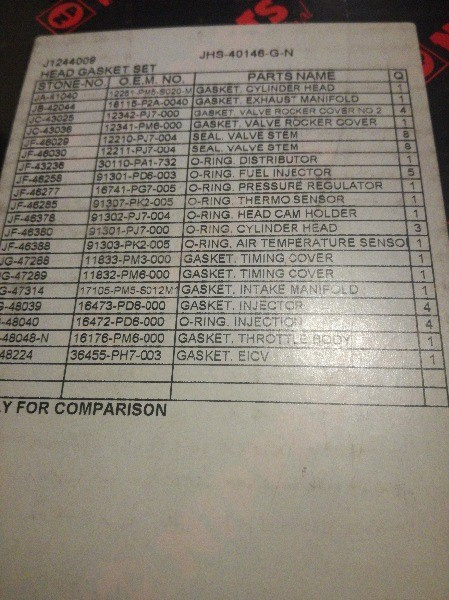 J1244009 JHS-40146-G-N
HEAD GASKET SET
STONE-NO. O.E.M. NO. PARTS NAME Q
JA-41040 12251-PM5-S020-M GASKET. CYLINDER HEAD 1
JB-42044 18115-P2A-0040 GASKET. EXHAUST MANIFOLD 1
JC-43025 12342-PJ7-000 GASKET. VALVE ROCKER COVER NO 2 4
JC-43036 12341-PM6-000 GASKET. VALVE ROCKER COVER 1
JF-46029 12210-PJ7-004 SEAL. VALVE STEM 8
JF-46030 12211-PJ7-004 SEAL. VALVE STEM 8
JF-43236 30110-PA1-732 O-RING. DISTRIBUTOR 1
JF-46258 91301-PD6-003 O-RING. FUEL INJECTOR 5
JF-46277 16741-PG7-005 O-RING. PRESSURE REGULATOR 1
JF-46285 91307-PK2-005 O-RING. THERMO SENSOR 1
JF-46378 91302-PJ7-004 O-RING. HEAD CAM HOLDER 1
JF-46380 91301-PJ7-000 O-RING. CYLINDER HEAD 3
JF-46388 91303-PK2-005 O-RING. AIR TEMPERATURE SENSO 1
JG-47288 11833-PM3-000 GASKET. TIMING COVER 1
JG-47289 11832-PM6-000 GASKET. TIMING COVER 1
G-47314 17105-PM5-S012M1 GASKET. INTAKE MANIFOLD 1
G-48039 16473-PD6-000 GASKET. INJECTOR 4
-48040 16472-PD6-000 O-RING. INJECTION 4
-48048-N 16176-PM6-000 GASKET. THROTTLE BODY 1
48224 36455-PH7-003 GASKET. EICV 1
LY FOR COMPARISON